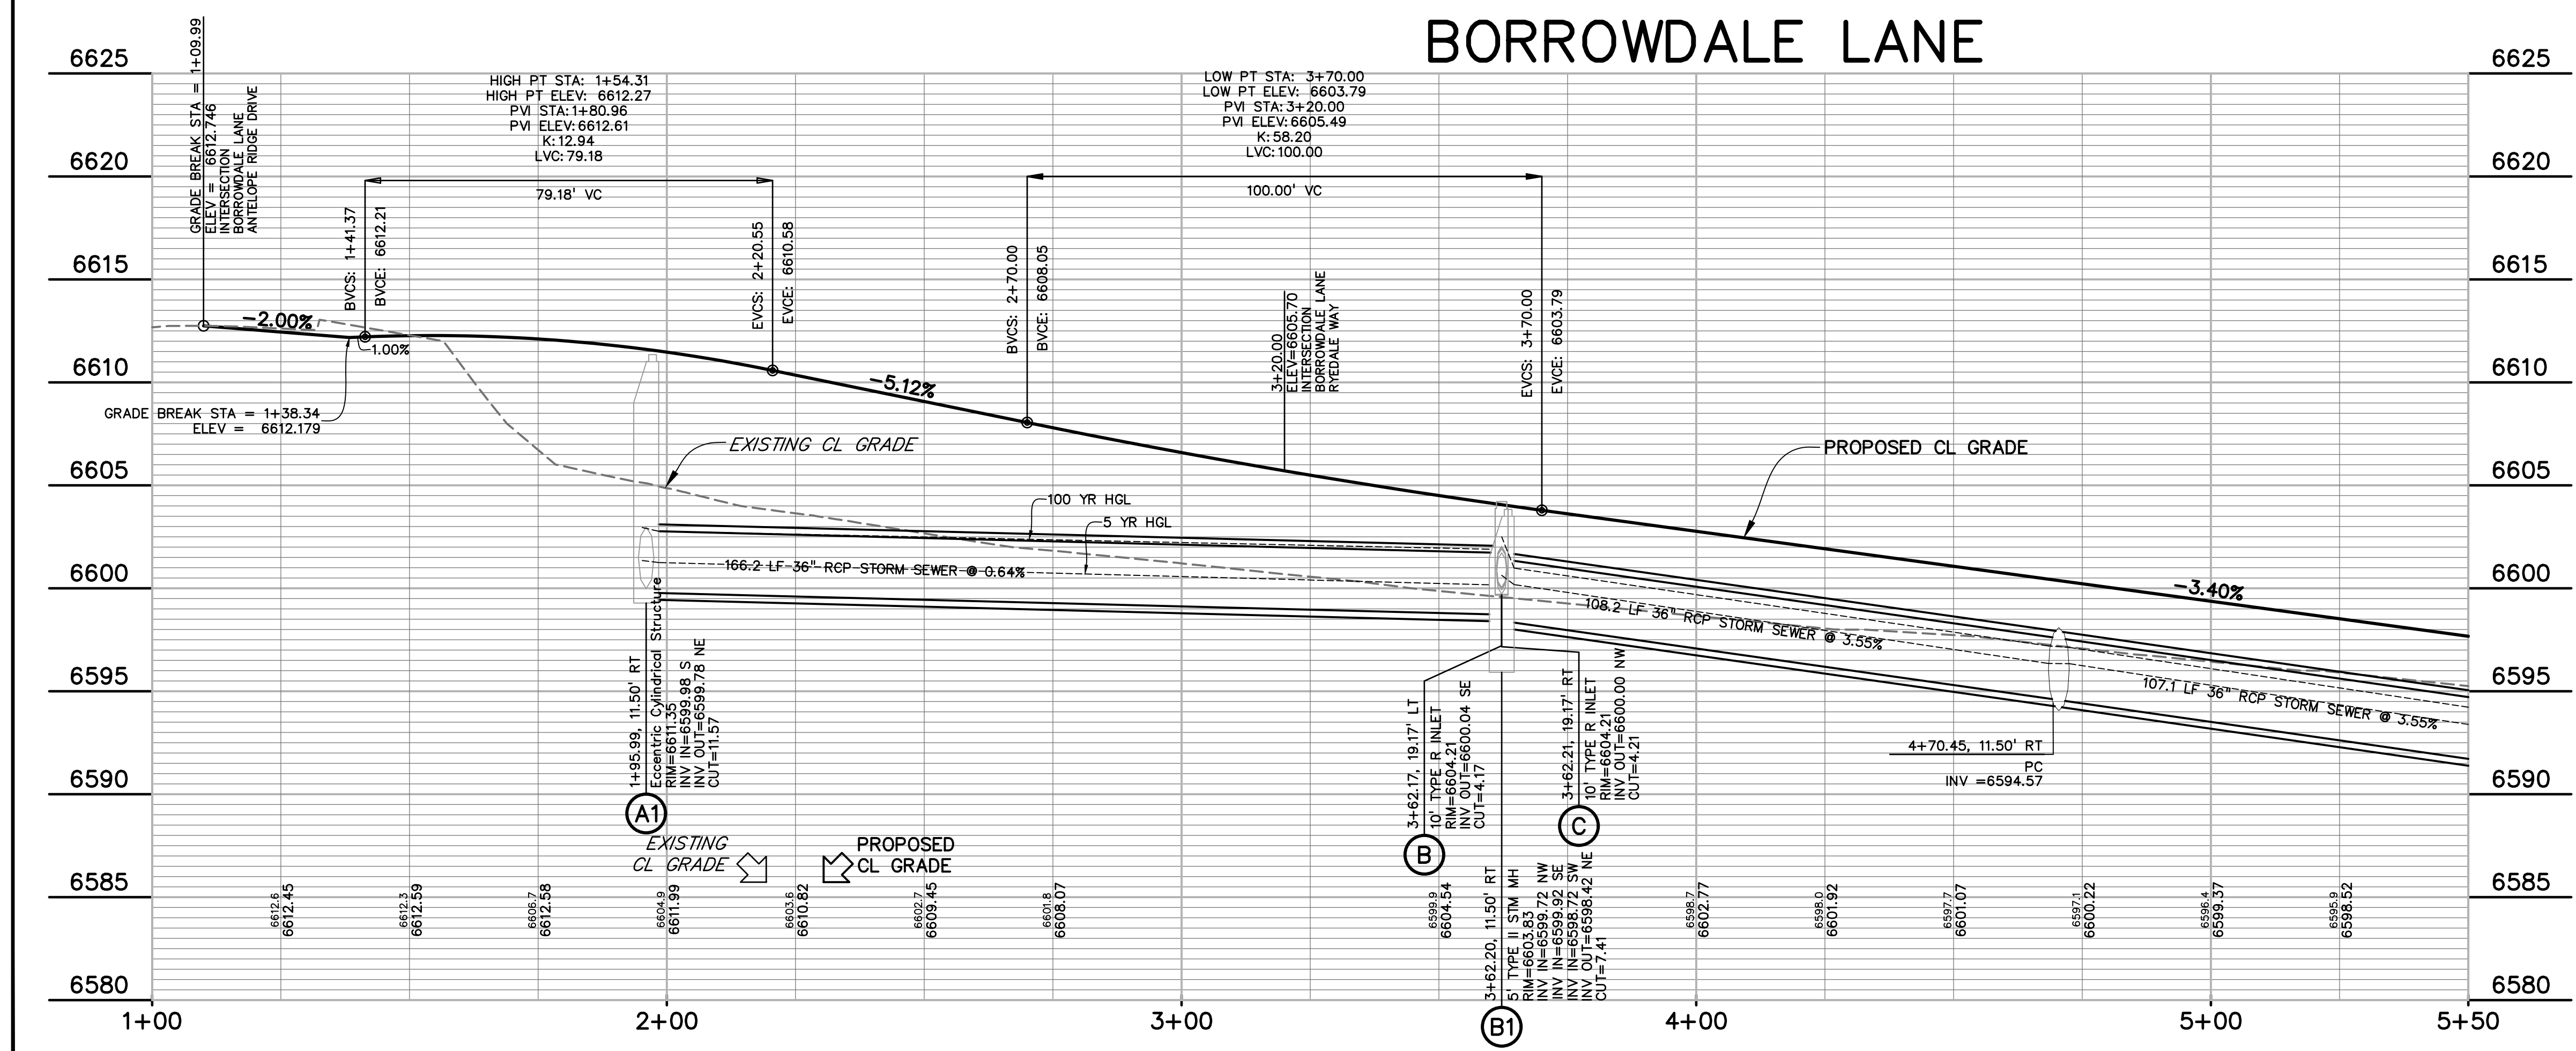 BORROWDALE LANE
6625
6620
6615
6610
6605
6600
6595
6590
6585
6580
6625
6620
6615
6610
6605
6600
6595
6590
6585
6580
GRADE BREAK STA = 1+09.99
ELEV = 6612.746
INTERSECTION
BORROWDALE LANE
ANTELOPE RIDGE DRIVE
HIGH PT STA: 1+54.31
HIGH PT ELEV: 6612.27
PVI STA:1+80.96
PVI ELEV:6612.61
K:12.94
LVC:79.18
79.18' VC
BVCS: 1+41.37
BVCE: 6612.21
EVCS: 2+20.55
EVCE: 6610.58
LOW PT STA: 3+70.00
LOW PT ELEV: 6603.79
PVI STA:3+20.00
PVI ELEV:6605.49
K:58.20
LVC:100.00
100.00' VC
BVCS: 2+70.00
BVCE: 6608.05
3+20.00
ELEV=6605.70
INTERSECTION
BORROWDALE LANE
RYEDALE WAY
EVCS: 3+70.00
EVCE: 6603.79
-2.00%
1.00%
-5.12%
-3.40%
GRADE BREAK STA = 1+38.34
ELEV = 6612.179
EXISTING CL GRADE
PROPOSED CL GRADE
100 YR HGL
5 YR HGL
166.2 LF 36" RCP STORM SEWER @ 0.64%
108.2 LF 36" RCP STORM SEWER @ 3.55%
107.1 LF 36" RCP STORM SEWER @ 3.55%
1+95.99, 11.50' RT
Eccentric Cylindrical Structure
RIM=6611.35
INV IN=6599.98 S
INV OUT=6599.78 NE
CUT=11.57
A1
3+62.17, 19.17' LT
10' TYPE R INLET
RIM=6604.21
INV OUT=6600.04 SE
CUT=4.17
B
3+62.21, 19.17' RT
10' TYPE R INLET
RIM=6604.21
INV OUT=6600.00 NW
CUT=4.21
C
3+62.20, 11.50' RT
5' TYPE II STM MH
RIM=6603.83
INV IN=6599.72 NW
INV IN=6599.92 SE
INV IN=6598.72 SW
INV OUT=6598.42 NE
CUT=7.41
B1
4+70.45, 11.50' RT
PC
INV =6594.57
EXISTING
CL GRADE
PROPOSED
CL GRADE
6612.6
6612.45
6612.3
6612.59
6606.7
6612.58
6604.9
6611.99
6603.6
6610.82
6602.7
6609.45
6601.8
6608.07
6599.9
6604.54
6598.7
6602.77
6598.0
6601.92
6597.7
6601.07
6597.1
6600.22
6596.4
6599.37
6595.9
6598.52
1+00
2+00
3+00
4+00
5+00
5+50